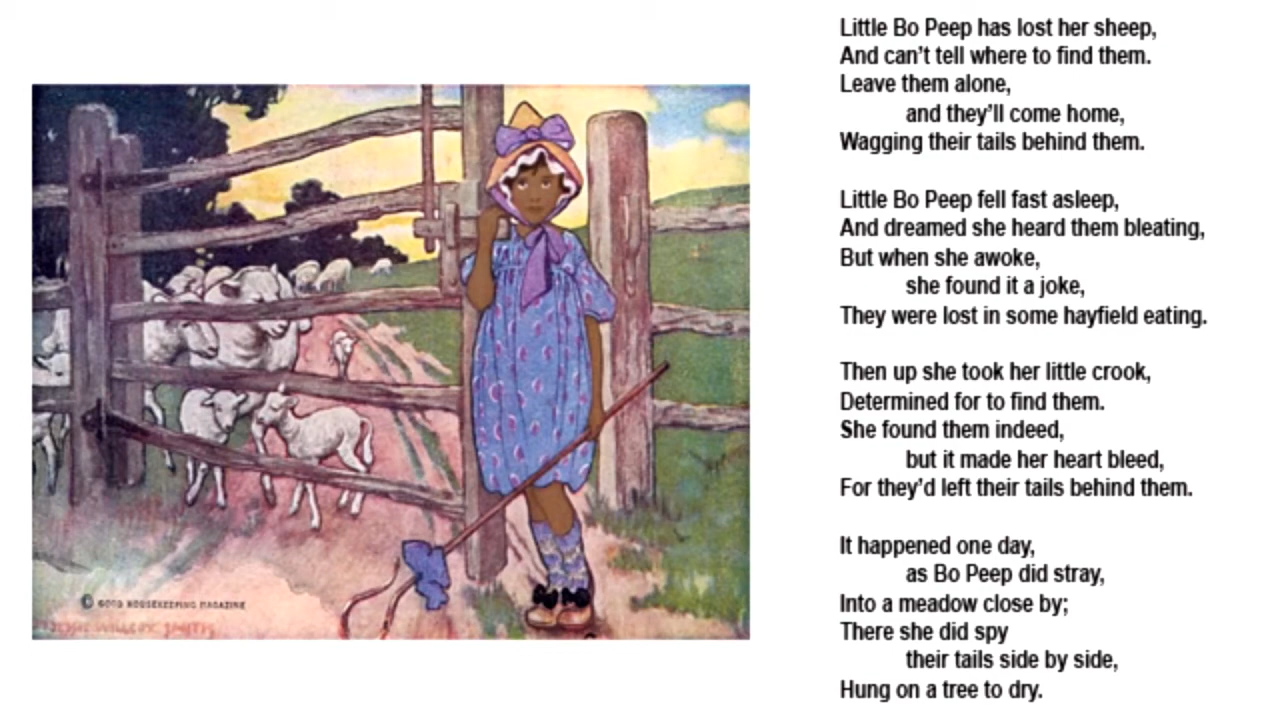 Little Bo Peep has lost her sheep,
And can't tell where to find them.
Leave them alone,
and they'll come home,
Wagging their tails behind them.
Little Bo Peep fell fast asleep,
And dreamed she heard them bleating,
But when she awoke,
she found it a joke,
They were lost in some hayfield eating.
Then up she took her little crook,
Determined for to find them.
She found them indeed,
but it made her heart bleed,
For they'd left their tails behind them.
It happened one day,
as Bo Peep did stray,
Into a meadow close by;
There she did spy
their tails side by side,
Hung on a tree to dry.
© GOOD HOUSEKEEPING MAGAZINE
JESSIE WILLCOX SMITH